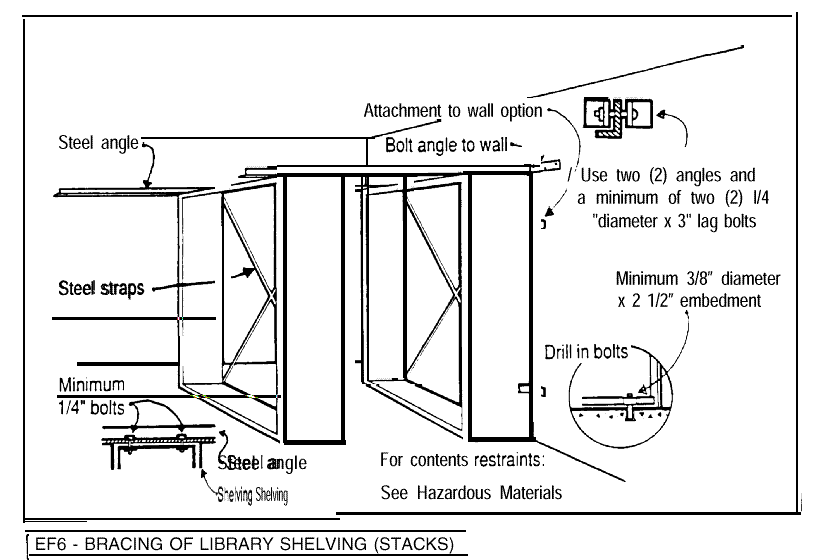 Attachment to wall option
Steel angle
Bolt angle to wall
Use two (2) angles and
a minimum of two (2) 1/4
"diameter x 3" lag bolts
Steel straps
Minimum 3/8" diameter
x 2 1/2" embedment
Drill in bolts
Minimum
1/4" bolts
Steel angle
Shelving Shelving
For contents restraints:
See Hazardous Materials
EF6 - BRACING OF LIBRARY SHELVING (STACKS)